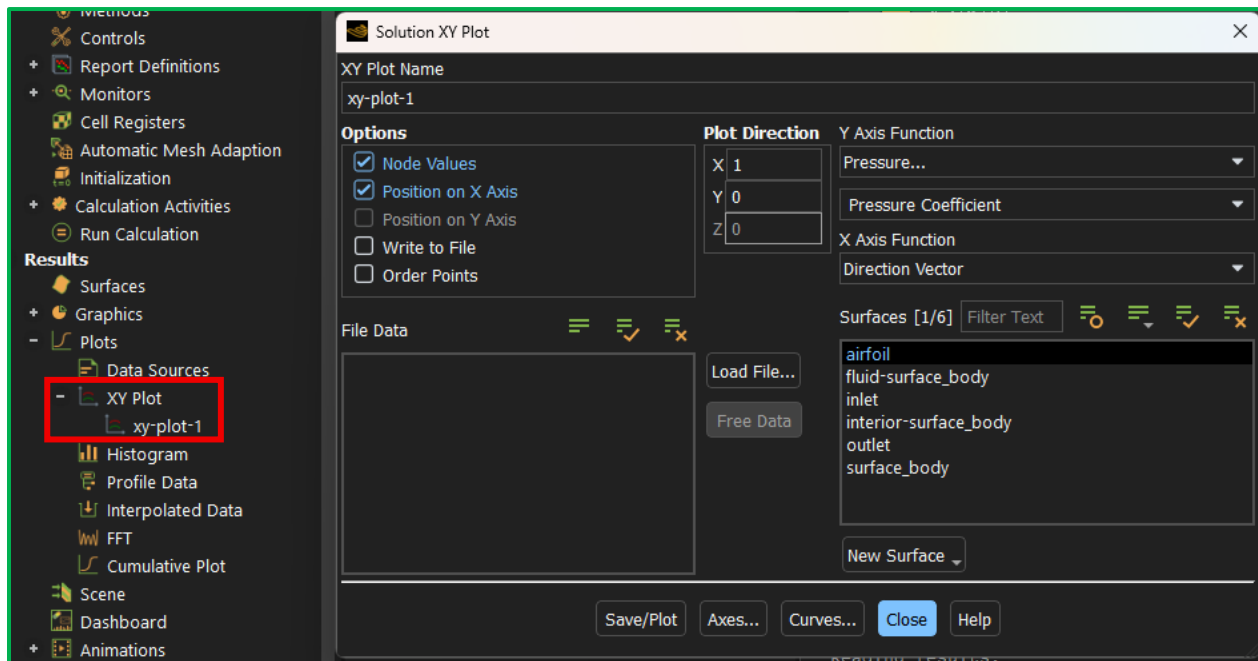 Methods
Controls
Report Definitions
Monitors
Cell Registers
Automatic Mesh Adaption
Initialization
Calculation Activities
Run Calculation
Results
Surfaces
Graphics
Plots
Data Sources
XY Plot
xy-plot-1
Histogram
Profile Data
Interpolated Data
FFT
Cumulative Plot
Scene
Dashboard
Animations
Solution XY Plot
XY Plot Name
xy-plot-1
Options
Node Values
Position on X Axis
Position on Y Axis
Write to File
Order Points
Plot Direction
X 1
Y 0
Z 0
Y Axis Function
Pressure...
Pressure Coefficient
X Axis Function
Direction Vector
File Data
Load File...
Free Data
Surfaces [1/6] Filter Text
airfoil
fluid-surface_body
inlet
interior-surface_body
outlet
surface_body
New Surface
Save/Plot Axes... Curves... Close Help